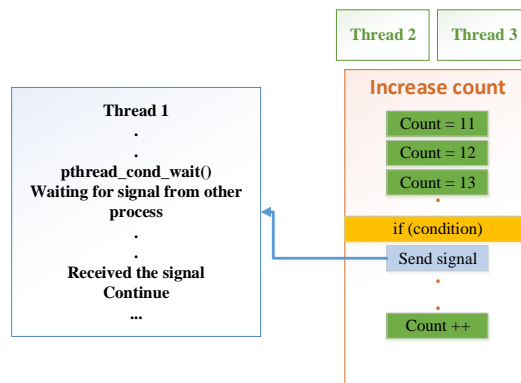 Thread 2
Thread 3
Thread 1
.
.
pthread_cond_wait()
Waiting for signal from other
process
.
.
Received the signal
Continue
...
Increase count
Count = 11
Count = 12
Count = 13
.
if (condition)
Send signal
.
.
Count ++